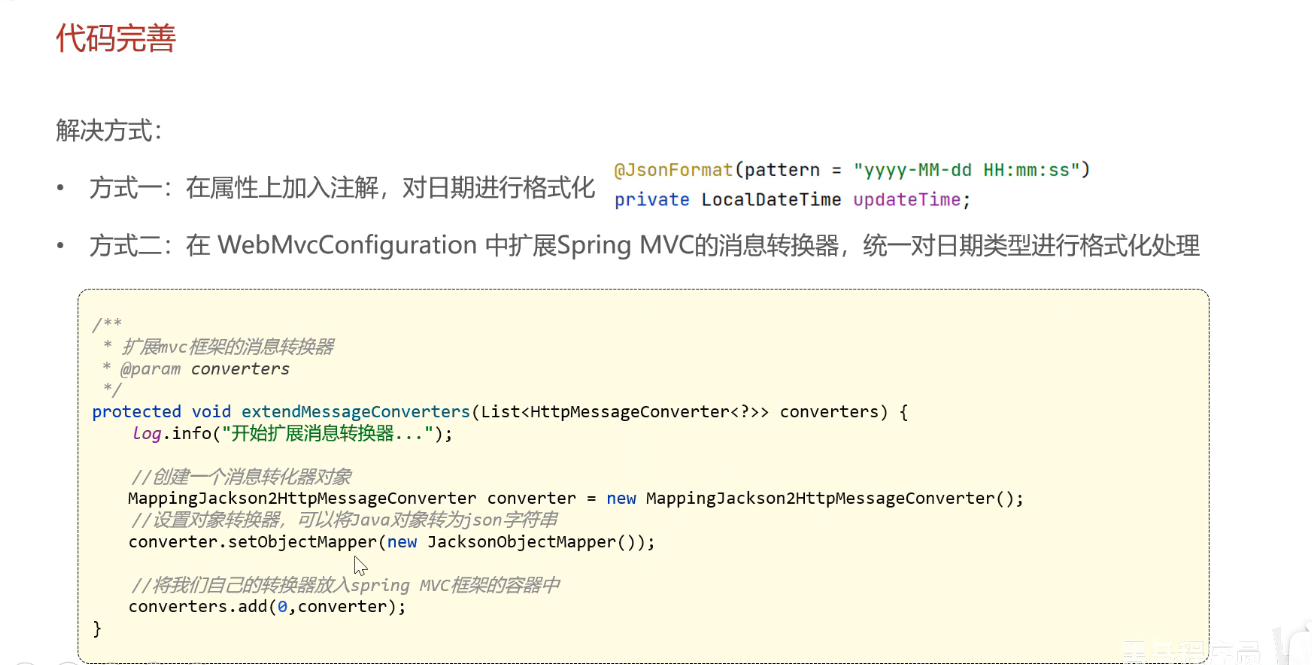 代码完善
解决方式：
• 方式一：在属性上加入注解，对日期进行格式化
@JsonFormat(pattern = "yyyy-MM-dd HH:mm:ss")
private LocalDateTime updateTime;
• 方式二：在 WebMvcConfiguration 中扩展Spring MVC的消息转换器，统一对日期类型进行格式化处理
/**
 * 扩展mvc框架的消息转换器
 * @param converters
 */
protected void extendMessageConverters(List<HttpMessageConverter<?>> converters) {
    log.info("开始扩展消息转换器...");
    //创建一个消息转化器对象
    MappingJackson2HttpMessageConverter converter = new MappingJackson2HttpMessageConverter();
    //设置对象转换器，可以将Java对象转为json字符串
    converter.setObjectMapper(new JacksonObjectMapper());
    //将我们自己的转换器放入spring MVC框架的容器中
    converters.add(0,converter);
}